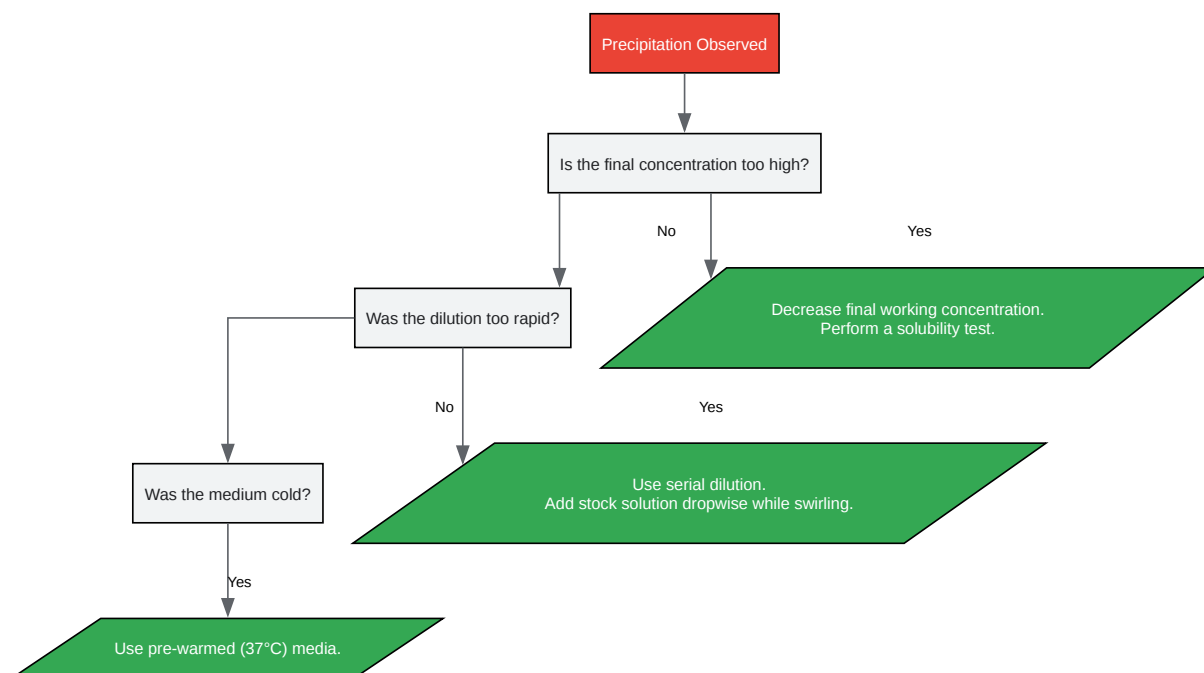 Precipitation Observed
Is the final concentration too high?
No
Yes
Decrease final working concentration.
Perform a solubility test.
Was the dilution too rapid?
No
Yes
Use serial dilution.
Add stock solution dropwise while swirling.
Was the medium cold?
Yes
Use pre-warmed (37°C) media.